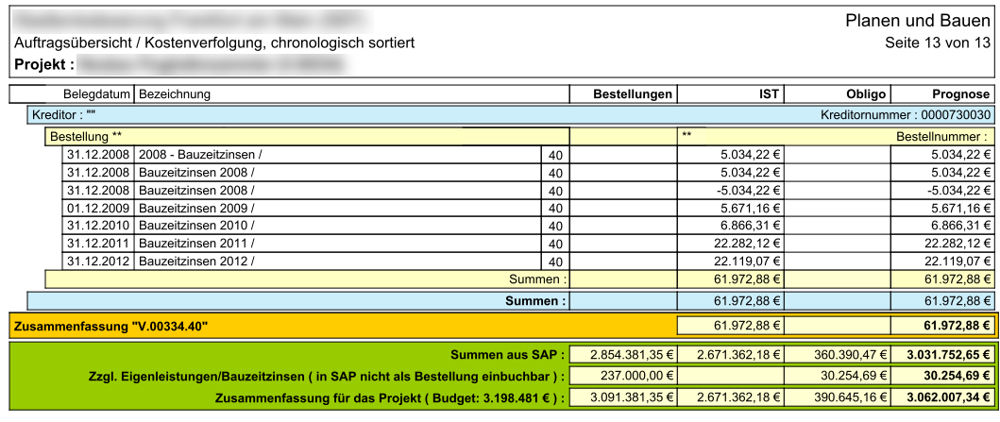 Planen und Bauen
Auftragsübersicht / Kostenverfolgung, chronologisch sortiert Seite 13 von 13
Projekt :
Belegdatum Bezeichnung Bestellungen IST Obligo Prognose
Kreditor : "" Kreditornummer : 0000730030
Bestellung ** ** Bestellnummer :
31.12.2008 2008 - Bauzeitzinsen / 40 5.034,22 € 5.034,22 €
31.12.2008 Bauzeitzinsen 2008 / 40 5.034,22 € 5.034,22 €
31.12.2008 Bauzeitzinsen 2008 / 40 -5.034,22 € -5.034,22 €
01.12.2009 Bauzeitzinsen 2009 / 40 5.671,16 € 5.671,16 €
31.12.2010 Bauzeitzinsen 2010 / 40 6.866,31 € 6.866,31 €
31.12.2011 Bauzeitzinsen 2011 / 40 22.282,12 € 22.282,12 €
31.12.2012 Bauzeitzinsen 2012 / 40 22.119,07 € 22.119,07 €
Summen : 61.972,88 € 61.972,88 €
Summen : 61.972,88 € 61.972,88 €
Zusammenfassung "V.00334.40" 61.972,88 € 61.972,88 €
Summen aus SAP : 2.854.381,35 € 2.671.362,18 € 360.390,47 € 3.031.752,65 €
Zzgl. Eigenleistungen/Bauzeitzinsen ( in SAP nicht als Bestellung einbuchbar ) : 237.000,00 € 30.254,69 € 30.254,69 €
Zusammenfassung für das Projekt ( Budget: 3.198.481 € ) : 3.091.381,35 € 2.671.362,18 € 390.645,16 € 3.062.007,34 €